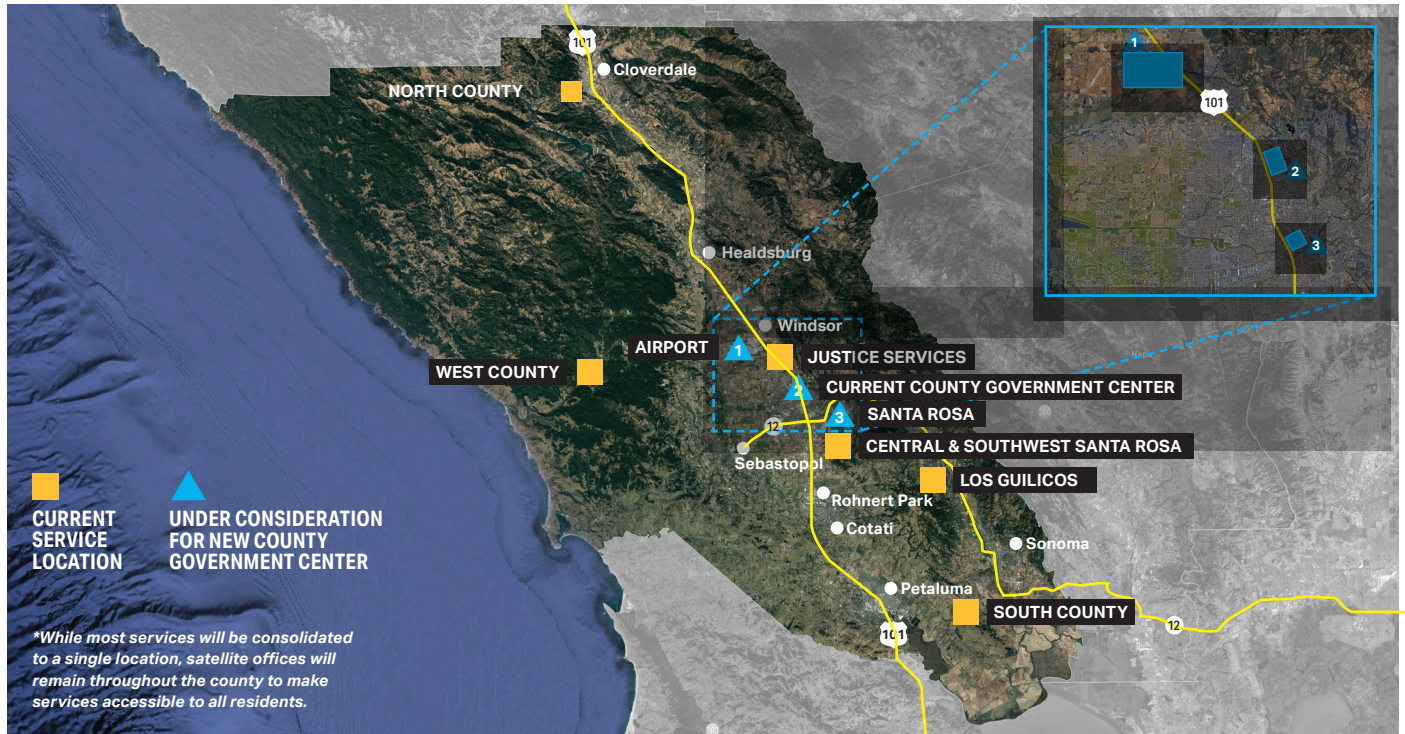 101
Cloverdale
NORTH COUNTY
1
101
2
3
Healdsburg
Windsor
AIRPORT
1
JUSTICE SERVICES
WEST COUNTY
2
CURRENT COUNTY GOVERNMENT CENTER
3
SANTA ROSA
12
CENTRAL & SOUTHWEST SANTA ROSA
Sebastopol
LOS GUILICOS
Rohnert Park
Cotati
Sonoma
Petaluma
SOUTH COUNTY
101
12
CURRENT
SERVICE
LOCATION
UNDER CONSIDERATION
FOR NEW COUNTY
GOVERNMENT CENTER
*While most services will be consolidated
to a single location, satellite offices will
remain throughout the county to make
services accessible to all residents.